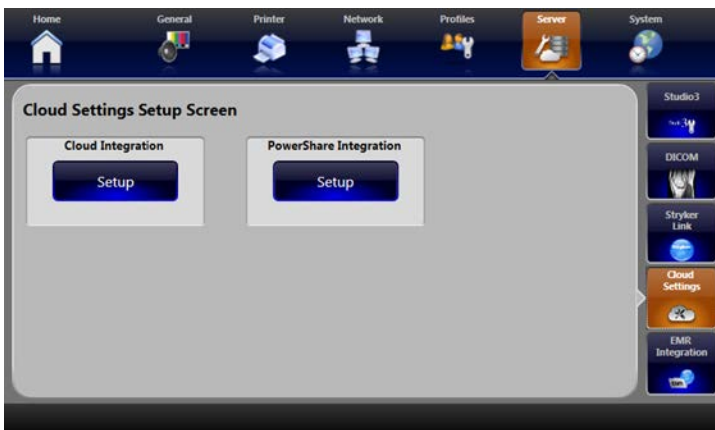 Home General Printer Network Profiles Server System
Cloud Settings Setup Screen
Cloud Integration PowerShare Integration
Setup Setup
Studio3
DICOM
Stryker
Link
Cloud
Settings
EMR
Integration